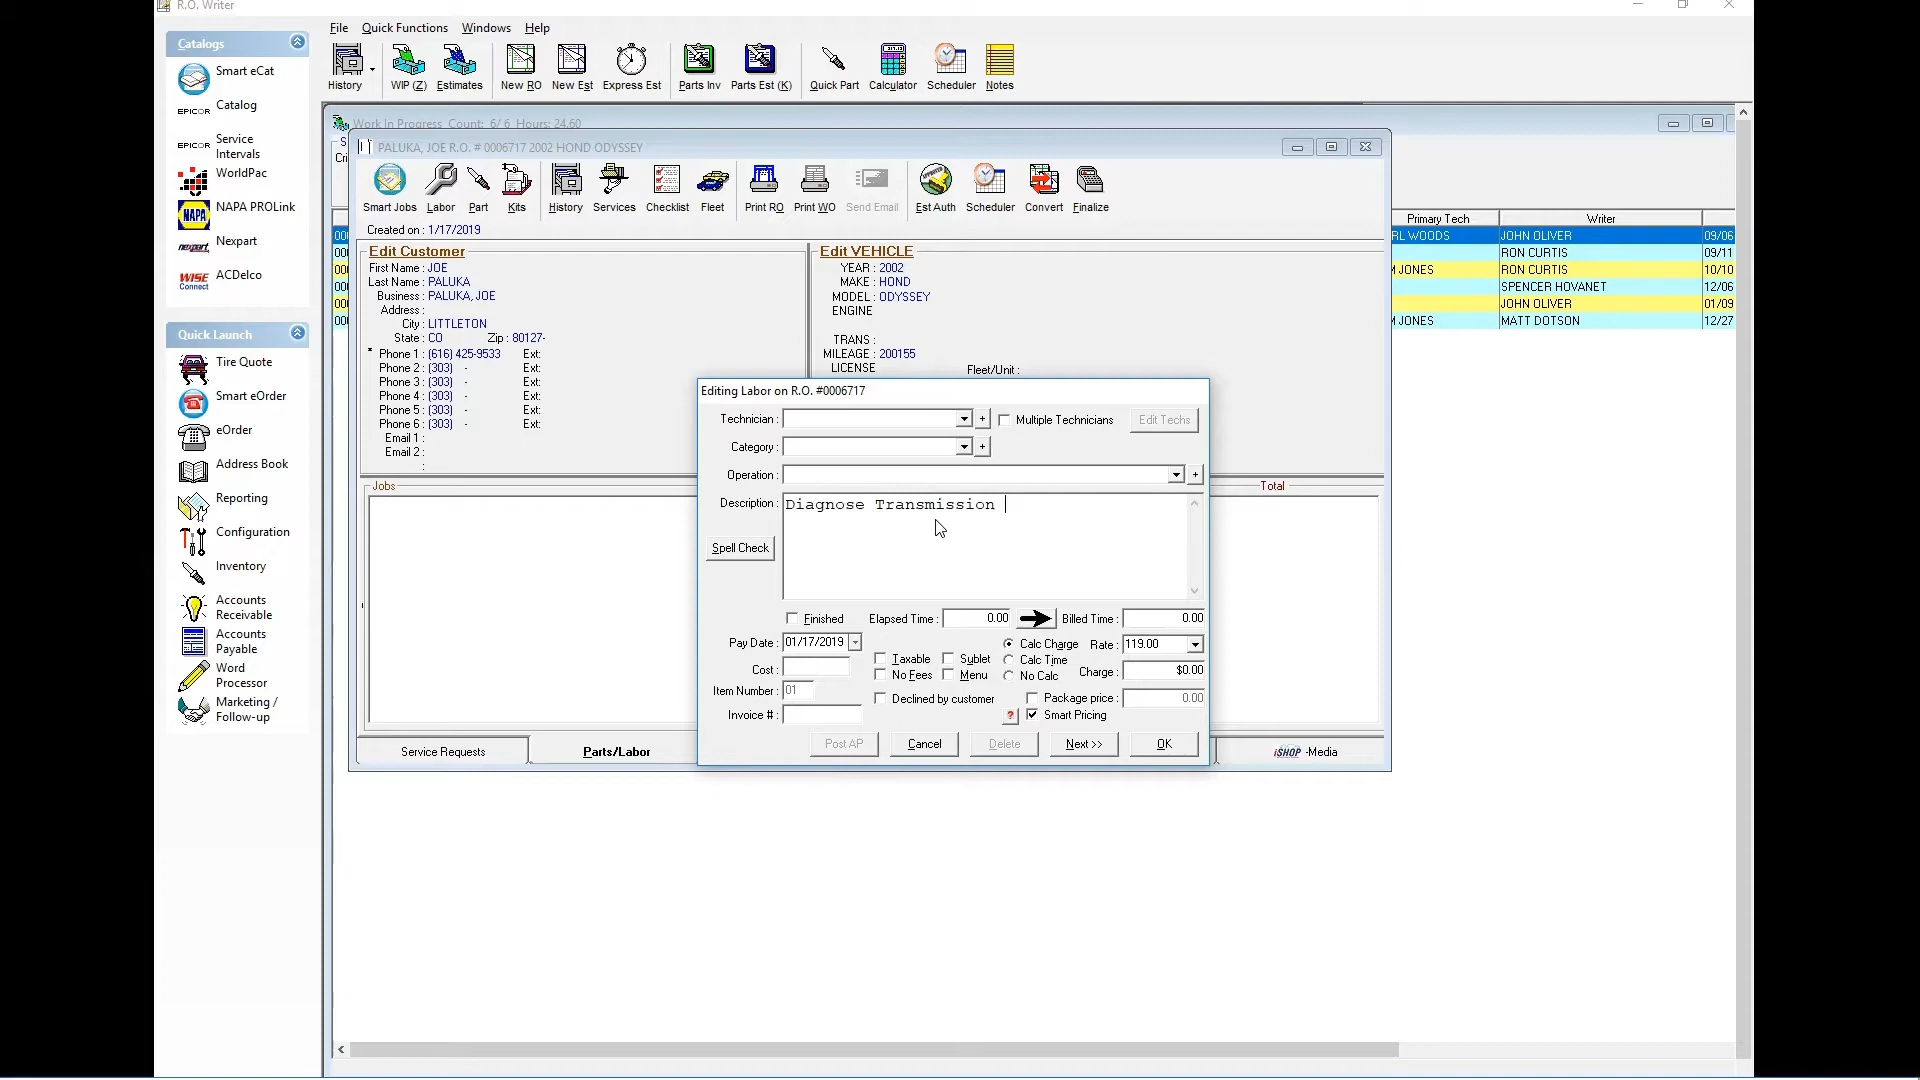 R.O. Writer
File Quick Functions Windows Help
Catalogs
Smart eCat
EPICOR Catalog
EPICOR Service Intervals
WorldPac
NAPA NAPA PROLink
nexpart Nexpart
WISE Connect ACDelco
Quick Launch
Tire Quote
Smart eOrder
eOrder
Address Book
Reporting
Configuration
Inventory
Accounts Receivable
Accounts Payable
Word Processor
Marketing / Follow-up
History WIP (Z) Estimates New RO New Est Express Est Parts Inv Parts Est (K) Quick Part Calculator Scheduler Notes
Work In Progress Count: 6/ 6 Hours: 24.60
PALUKA, JOE R.O. # 0006717 2002 HOND ODYSSEY
Smart Jobs Labor Part Kits History Services Checklist Fleet Print RO Print WO Send Email Est Auth Scheduler Convert Finalize
Created on : 1/17/2019
Edit Customer
First Name : JOE
Last Name : PALUKA
Business : PALUKA, JOE
Address :
City : LITTLETON
State : CO Zip : 80127-
* Phone 1 : (616) 425-9533 Ext:
Phone 2 : (303) - Ext:
Phone 3 : (303) - Ext:
Phone 4 : (303) - Ext:
Phone 5 : (303) - Ext:
Phone 6 : (303) - Ext:
Email 1 :
Email 2 :
:
Edit VEHICLE
YEAR : 2002
MAKE : HOND
MODEL : ODYSSEY
ENGINE
TRANS :
MILEAGE : 200155
LICENSE
Fleet/Unit :
Primary Tech Writer
RL WOODS JOHN OLIVER 09/06
RON CURTIS 09/11
M JONES RON CURTIS 10/10
SPENCER HOVANET 12/06
JOHN OLIVER 01/09
M JONES MATT DOTSON 12/27
Jobs
Total
Editing Labor on R.O. #0006717
Technician : + Multiple Technicians Edit Techs
Category : +
Operation : +
Description : Diagnose Transmission
Spell Check
Finished Elapsed Time : 0.00 Billed Time : 0.00
Pay Date : 01/17/2019 Calc Charge Rate : 119.00
Taxable Sublet Calc Time
Cost : No Fees Menu No Calc Charge : $0.00
Item Number : 01 Declined by customer Package price : 0.00
Invoice # : ? Smart Pricing
Post AP Cancel Delete Next >> OK
Service Requests Parts/Labor iSHOP -Media